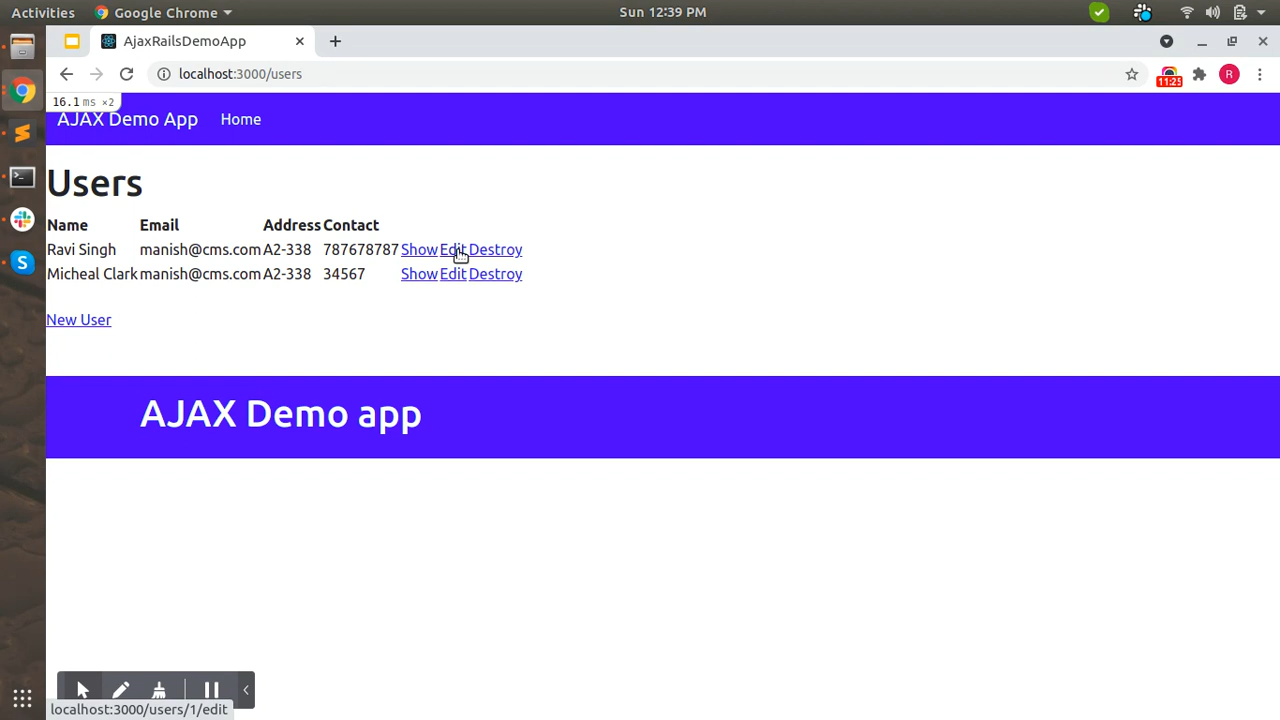 Activities Google Chrome Sun 12:39 PM
AjaxRailsDemoApp
localhost:3000/users R 11:25
16.1 ms ×2
AJAX Demo App Home
Users
Name Email Address Contact
Ravi Singh manish@cms.com A2-338 787678787 Show Edit Destroy
Micheal Clark manish@cms.com A2-338 34567 Show Edit Destroy
New User
AJAX Demo app
localhost:3000/users/1/edit